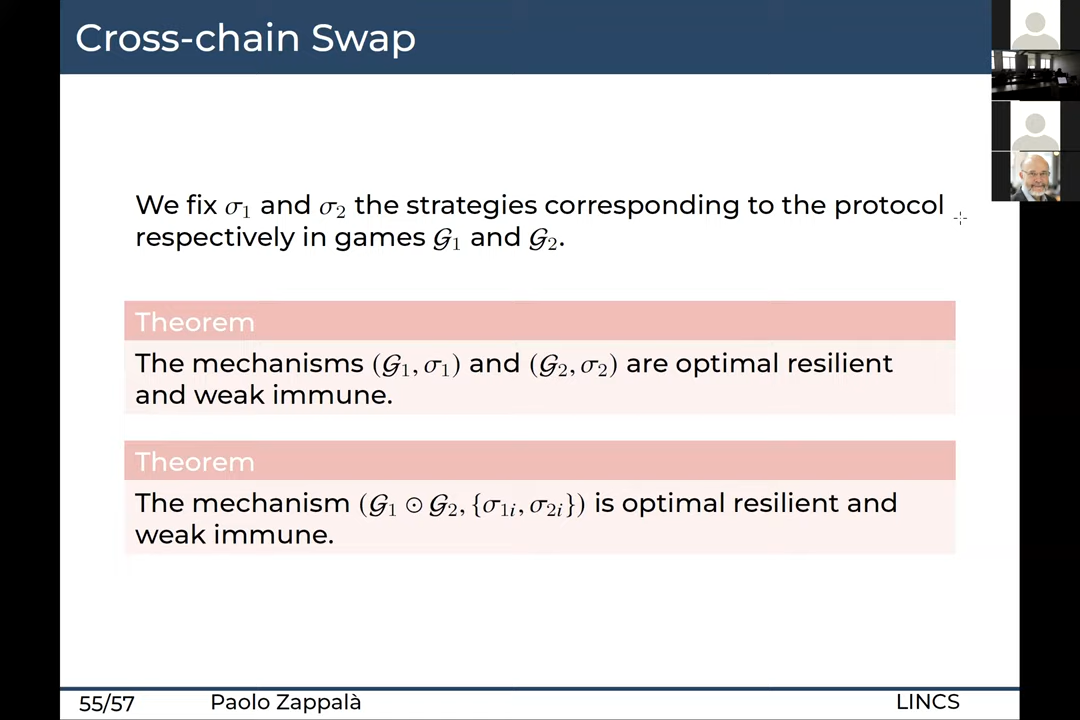 Cross-chain Swap
We fix σ₁ and σ₂ the strategies corresponding to the protocol
respectively in games 𝒢₁ and 𝒢₂.
Theorem
The mechanisms (𝒢₁, σ₁) and (𝒢₂, σ₂) are optimal resilient
and weak immune.
Theorem
The mechanism (𝒢₁ ⊙ 𝒢₂, {σ₁ᵢ, σ₂ᵢ}) is optimal resilient and
weak immune.
55/57 Paolo Zappalà LINCS